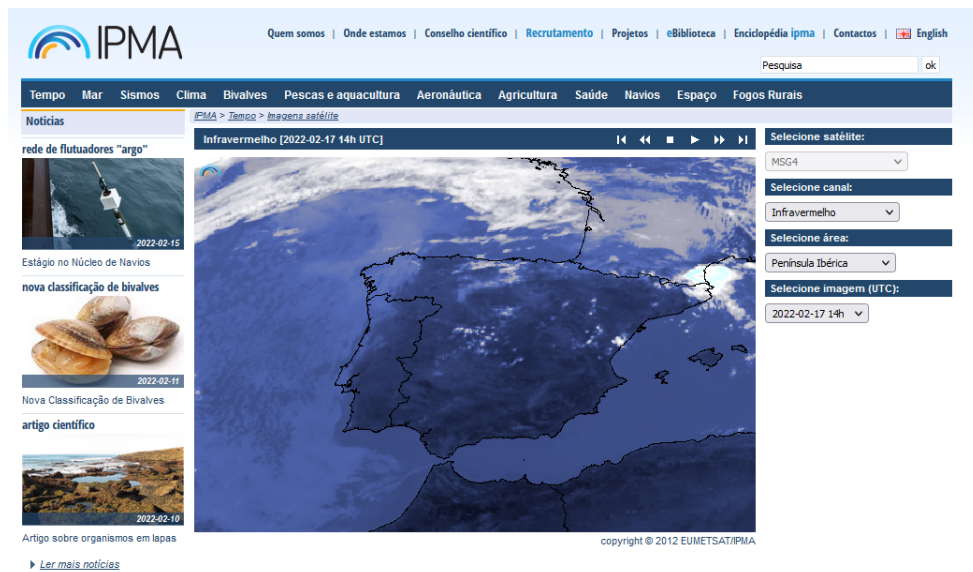 IPMA
Quem somos | Onde estamos | Conselho científico | Recrutamento | Projetos | eBiblioteca | Enciclopédia ipma | Contactos | English
Pesquisa ok
Tempo Mar Sismos Clima Bivalves Pescas e aquacultura Aeronáutica Agricultura Saúde Navios Espaço Fogos Rurais
Noticias
rede de flutuadores "argo"
2022-02-15
Estágio no Núcleo de Navios
nova classificação de bivalves
2022-02-11
Nova Classificação de Bivalves
artigo científico
2022-02-10
Artigo sobre organismos em lapas
Ler mais notícias
IPMA > Tempo > Imagens satélite
Infravermelho [2022-02-17 14h UTC]
copyright © 2012 EUMETSAT/IPMA
Selecione satélite:
MSG4
Selecione canal:
Infravermelho
Selecione área:
Península Ibérica
Selecione imagem (UTC):
2022-02-17 14h